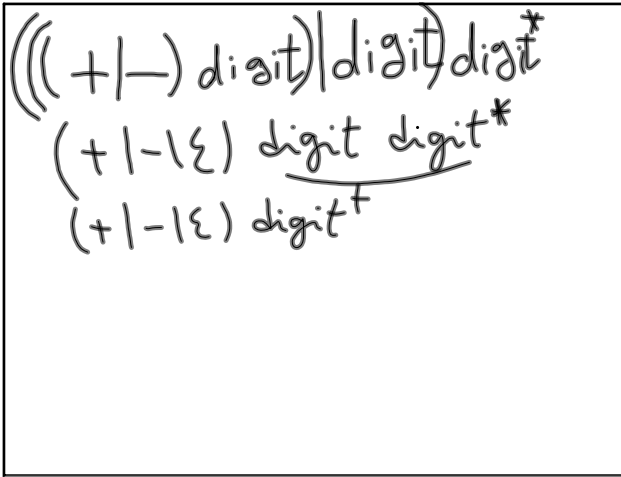 (((+|-) digit)|digit) digit*
(+|-|ε) digit digit*
(+|-|ε) digit+